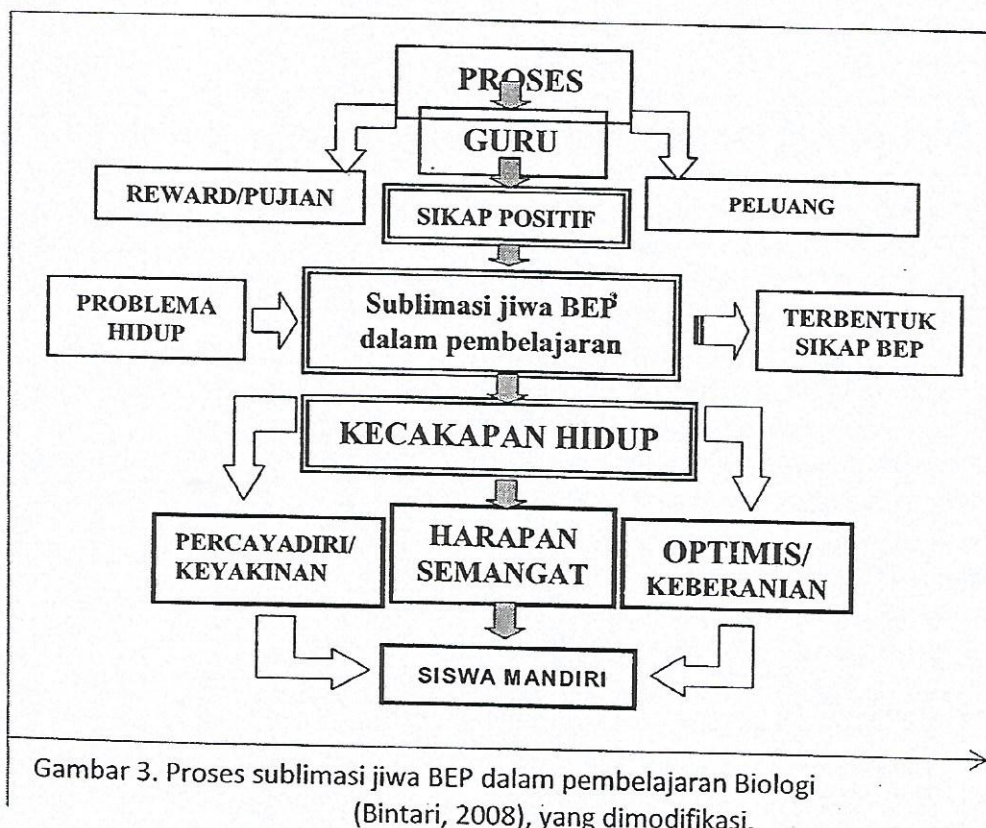 PROSES
GURU
REWARD/PUJIAN
SIKAP POSITIF
PELUANG
PROBLEMA
HIDUP
Sublimasi jiwa BEP
dalam pembelajaran
TERBENTUK
SIKAP BEP
KECAKAPAN HIDUP
PERCAYADIRI/
KEYAKINAN
HARAPAN
SEMANGAT
OPTIMIS/
KEBERANIAN
SISWA MANDIRI
Gambar 3. Proses sublimasi jiwa BEP dalam pembelajaran Biologi
(Bintari, 2008), yang dimodifikasi.